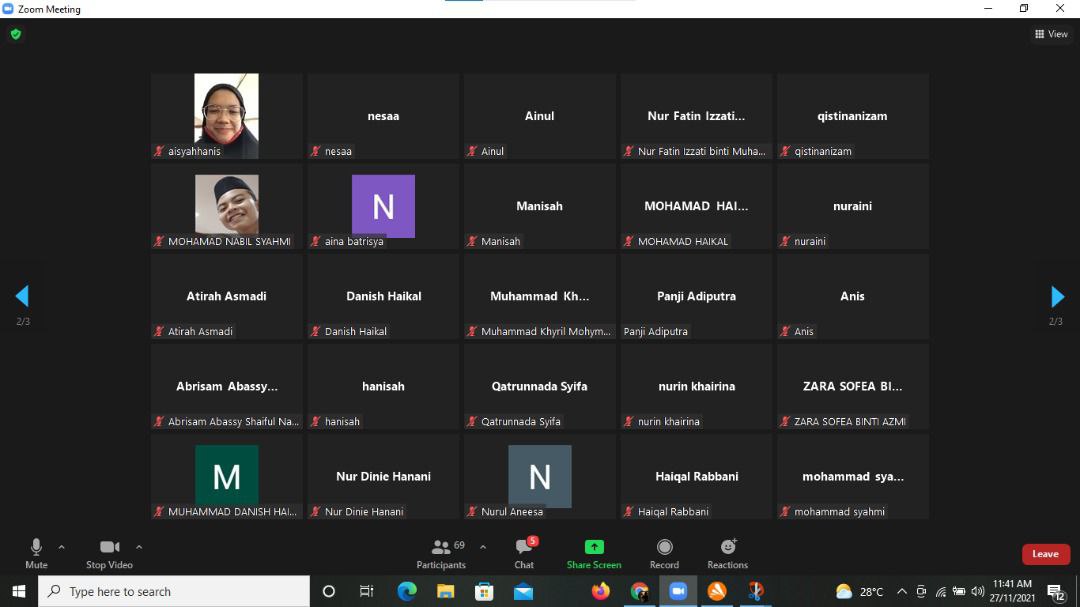 Zoom Meeting
View
aisyahhanis
nesaa
nesaa
Ainul
Ainul
Nur Fatin Izzati...
Nur Fatin Izzati binti Muha...
qistinanizam
qistinanizam
MOHAMAD NABIL SYAHMI
N
aina batrisya
Manisah
Manisah
MOHAMAD HAI...
MOHAMAD HAIKAL
nuraini
nuraini
2/3
Atirah Asmadi
Atirah Asmadi
Danish Haikal
Danish Haikal
Muhammad Kh...
Muhammad Khyril Mohym...
Panji Adiputra
Panji Adiputra
Anis
Anis
2/3
Abrisam Abassy...
Abrisam Abassy Shaiful Na...
hanisah
hanisah
Qatrunnada Syifa
Qatrunnada Syifa
nurin khairina
nurin khairina
ZARA SOFEA BI...
ZARA SOFEA BINTI AZMI
M
MUHAMMAD DANISH HAI...
Nur Dinie Hanani
Nur Dinie Hanani
N
Nurul Aneesa
Haiqal Rabbani
Haiqal Rabbani
mohammad sya...
mohammad syahmi
Mute
Stop Video
69
Participants
5
Chat
Share Screen
Record
Reactions
Leave
Type here to search
28°C
11:41 AM
27/11/2021
12